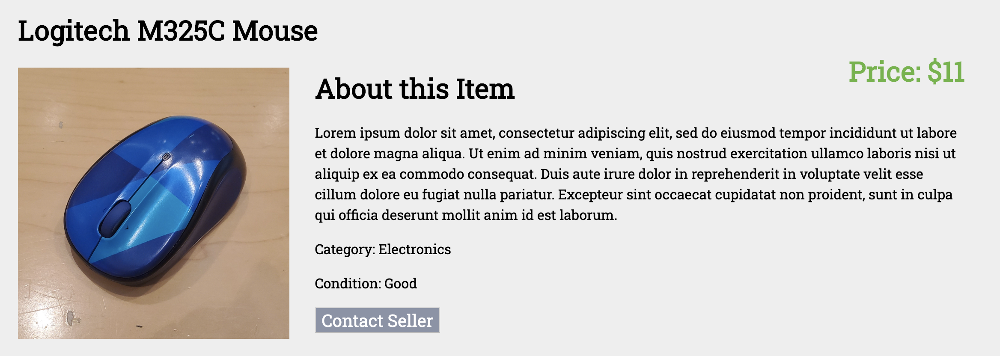 Logitech M325C Mouse
Price: $11
About this Item
Lorem ipsum dolor sit amet, consectetur adipiscing elit, sed do eiusmod tempor incididunt ut labore
et dolore magna aliqua. Ut enim ad minim veniam, quis nostrud exercitation ullamco laboris nisi ut
aliquip ex ea commodo consequat. Duis aute irure dolor in reprehenderit in voluptate velit esse
cillum dolore eu fugiat nulla pariatur. Excepteur sint occaecat cupidatat non proident, sunt in culpa
qui officia deserunt mollit anim id est laborum.
Category: Electronics
Condition: Good
Contact Seller